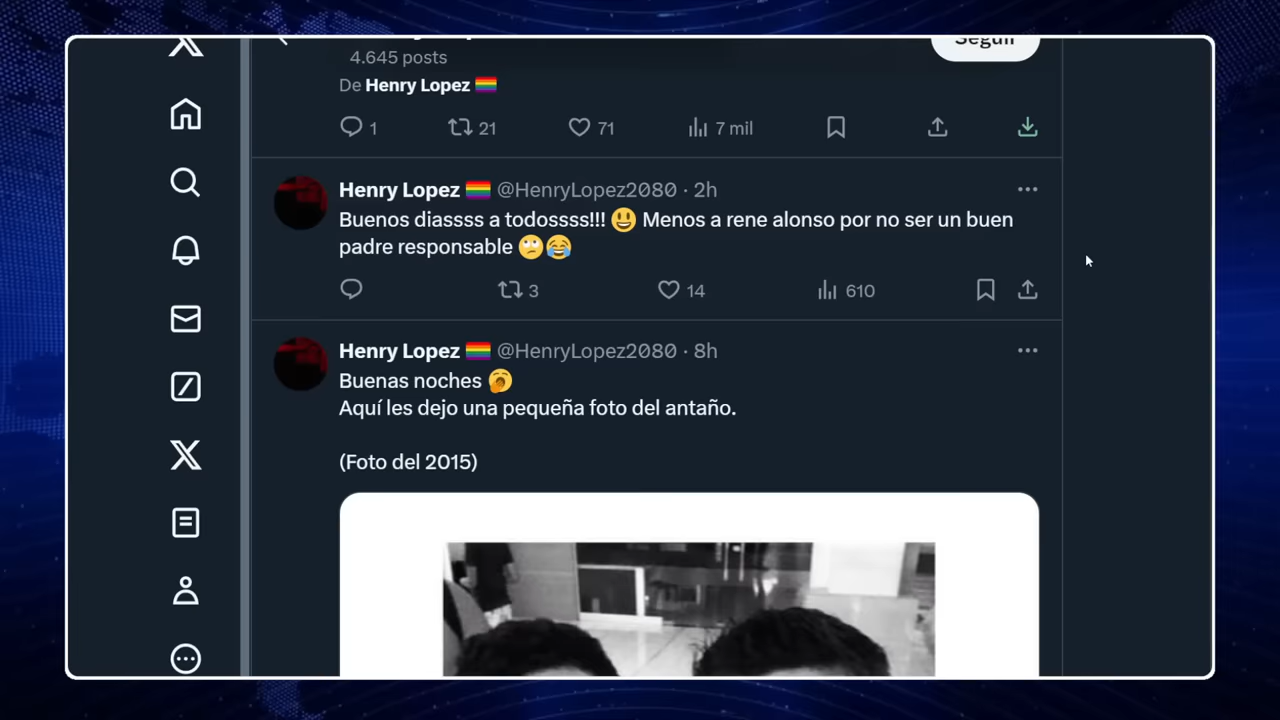 Seguir
4.645 posts
De Henry Lopez 🏳️‍🌈
1 21 71 7 mil
Henry Lopez 🏳️‍🌈 @HenryLopez2080 · 2h
Buenos diassss a todossss!!! 😃 Menos a rene alonso por no ser un buen
padre responsable 🙄😂
3 14 610
Henry Lopez 🏳️‍🌈 @HenryLopez2080 · 8h
Buenas noches 🥱
Aquí les dejo una pequeña foto del antaño.
(Foto del 2015)